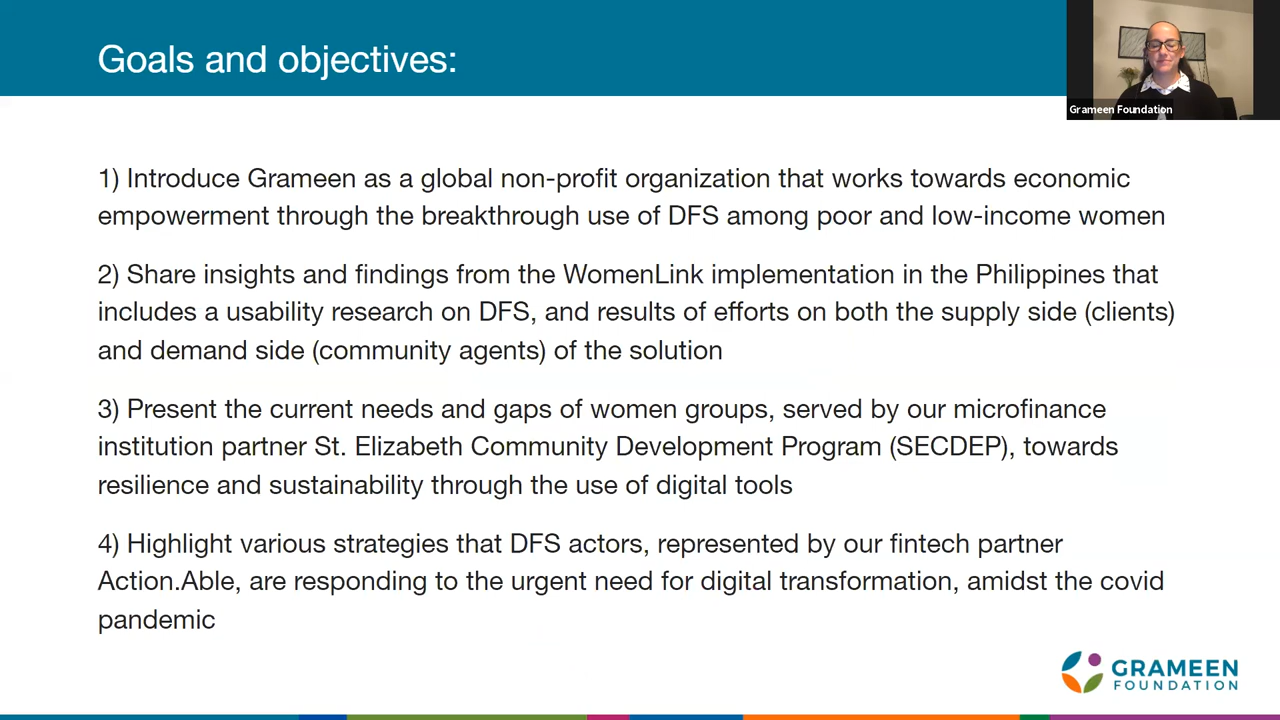 Goals and objectives:
Grameen Foundation
1) Introduce Grameen as a global non-profit organization that works towards economic
empowerment through the breakthrough use of DFS among poor and low-income women
2) Share insights and findings from the WomenLink implementation in the Philippines that
includes a usability research on DFS, and results of efforts on both the supply side (clients)
and demand side (community agents) of the solution
3) Present the current needs and gaps of women groups, served by our microfinance
institution partner St. Elizabeth Community Development Program (SECDEP), towards
resilience and sustainability through the use of digital tools
4) Highlight various strategies that DFS actors, represented by our fintech partner
Action.Able, are responding to the urgent need for digital transformation, amidst the covid
pandemic
GRAMEEN
FOUNDATION